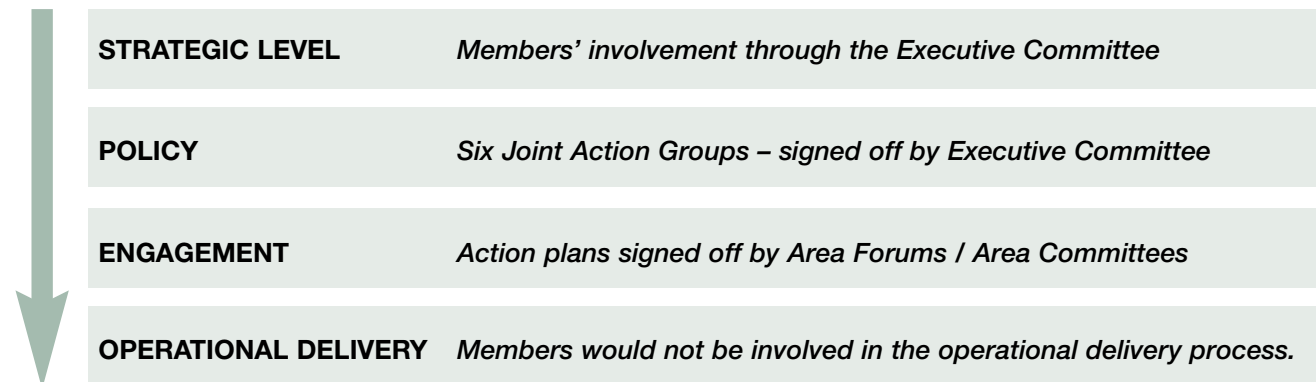 STRATEGIC LEVEL Members’ involvement through the Executive Committee
POLICY Six Joint Action Groups – signed off by Executive Committee
ENGAGEMENT Action plans signed off by Area Forums / Area Committees
OPERATIONAL DELIVERY Members would not be involved in the operational delivery process.